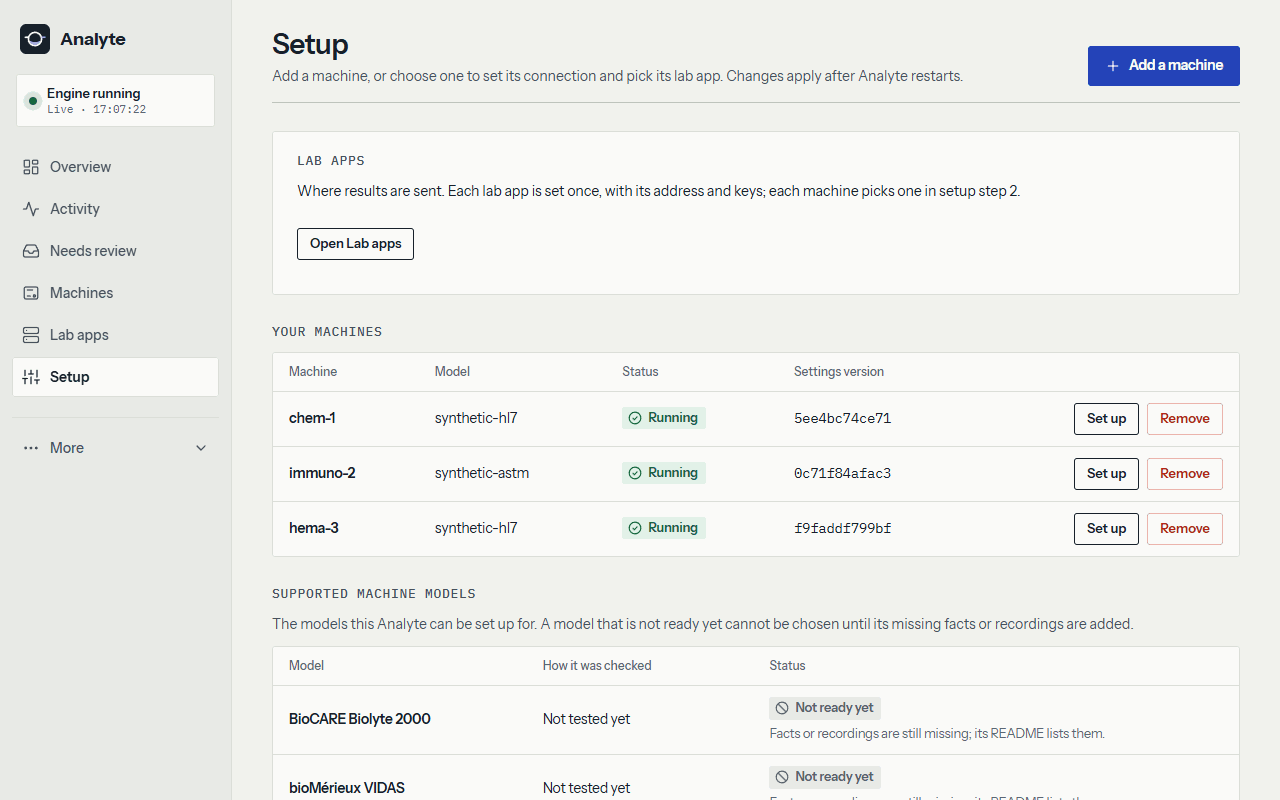 Analyte
Engine running
Live · 17:07:22
Overview
Activity
Needs review
Machines
Lab apps
Setup
More
Setup
Add a machine, or choose one to set its connection and pick its lab app. Changes apply after Analyte restarts.
Add a machine
LAB APPS
Where results are sent. Each lab app is set once, with its address and keys; each machine picks one in setup step 2.
Open Lab apps
YOUR MACHINES
Machine Model Status Settings version
chem-1 synthetic-hl7 Running 5ee4bc74ce71 Set up Remove
immuno-2 synthetic-astm Running 0c71f84afac3 Set up Remove
hema-3 synthetic-hl7 Running f9faddf799bf Set up Remove
SUPPORTED MACHINE MODELS
The models this Analyte can be set up for. A model that is not ready yet cannot be chosen until its missing facts or recordings are added.
Model How it was checked Status
BioCARE Biolyte 2000 Not tested yet Not ready yet
Facts or recordings are still missing; its README lists them.
bioMérieux VIDAS Not tested yet Not ready yet